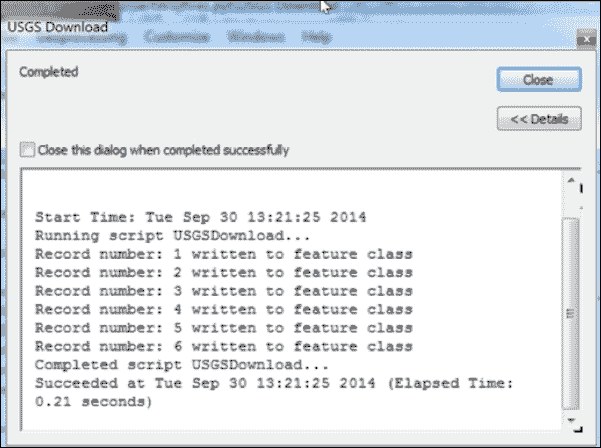 USGS Download
Customize Windows Help
Completed
Close
<< Details
Close this dialog when completed successfully
Start Time: Tue Sep 30 13:21:25 2014
Running script USGSDownload...
Record number: 1 written to feature class
Record number: 2 written to feature class
Record number: 3 written to feature class
Record number: 4 written to feature class
Record number: 5 written to feature class
Record number: 6 written to feature class
Completed script USGSDownload...
Succeeded at Tue Sep 30 13:21:25 2014 (Elapsed Time:
0.21 seconds)